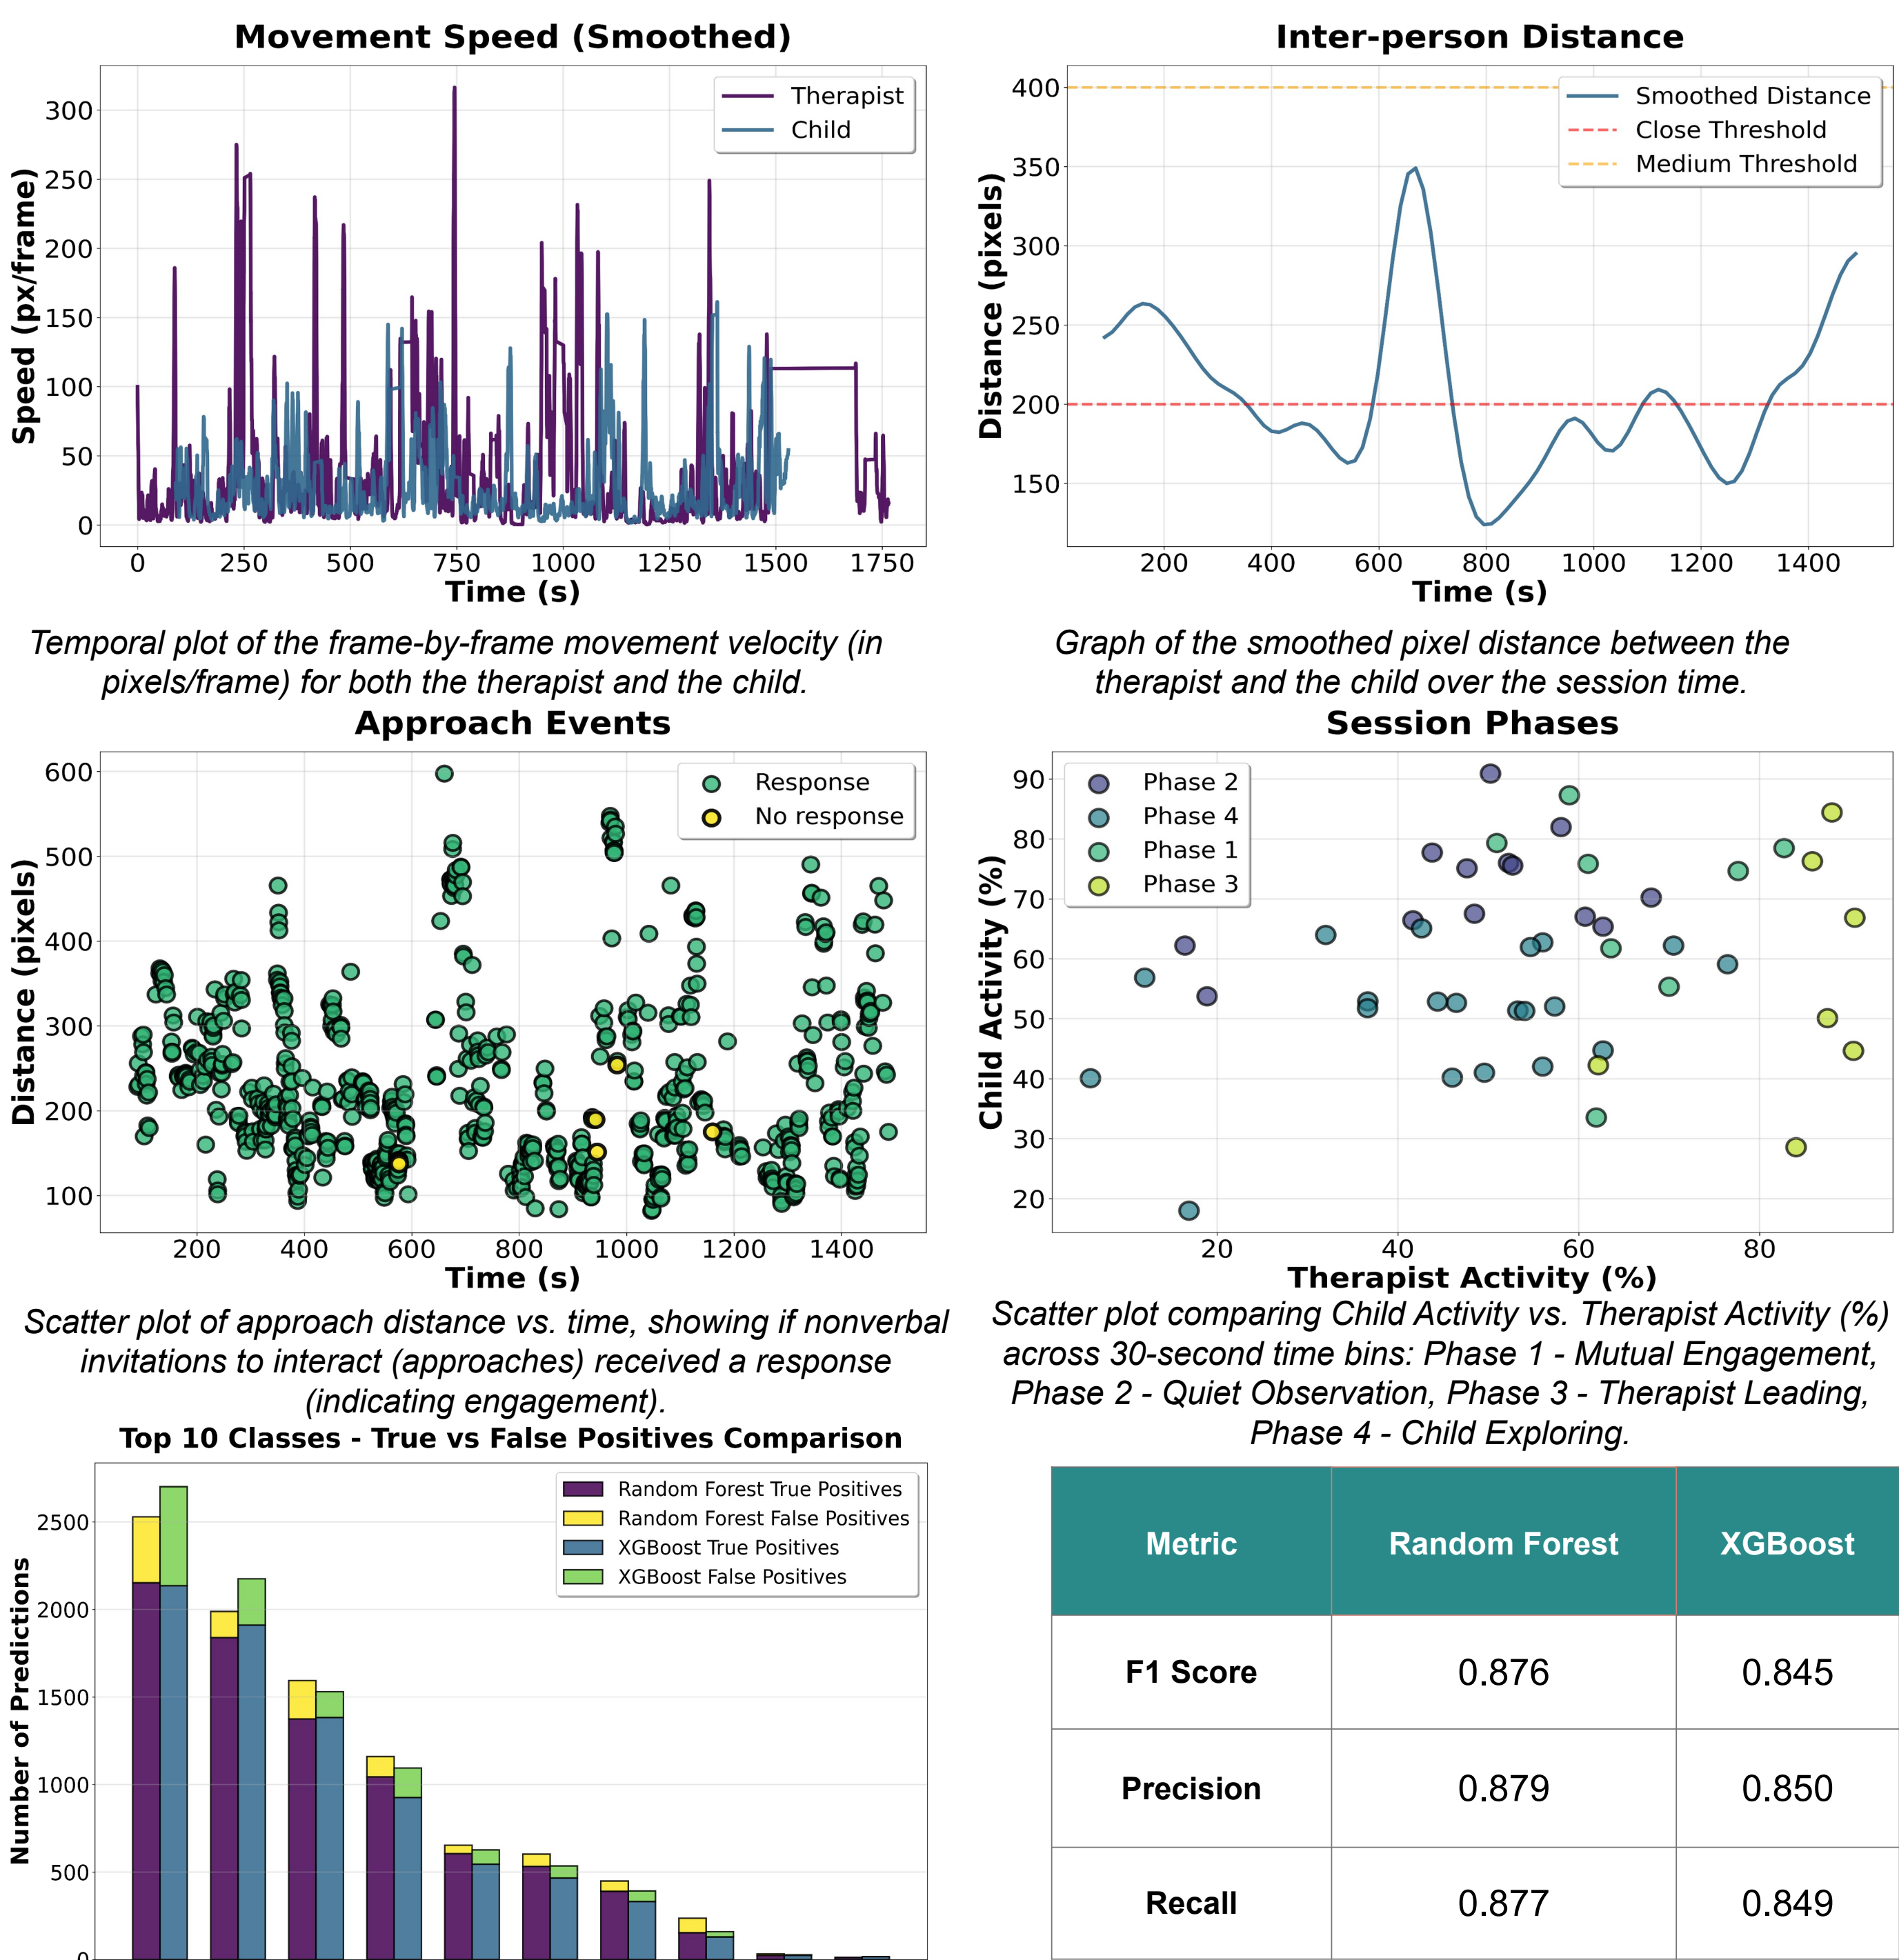 Movement Speed (Smoothed)
Speed (px/frame)
300
250
200
150
100
50
0
Therapist
Child
0 250 500 750 1000 1250 1500 1750
Time (s)
Temporal plot of the frame-by-frame movement velocity (in
pixels/frame) for both the therapist and the child.
Inter-person Distance
Distance (pixels)
400
350
300
250
200
150
Smoothed Distance
Close Threshold
Medium Threshold
200 400 600 800 1000 1200 1400
Time (s)
Graph of the smoothed pixel distance between the
therapist and the child over the session time.
Approach Events
Distance (pixels)
600
500
400
300
200
100
Response
No response
200 400 600 800 1000 1200 1400
Time (s)
Scatter plot of approach distance vs. time, showing if nonverbal
invitations to interact (approaches) received a response
(indicating engagement).
Session Phases
Child Activity (%)
90
80
70
60
50
40
30
20
Phase 2
Phase 4
Phase 1
Phase 3
20 40 60 80
Therapist Activity (%)
Scatter plot comparing Child Activity vs. Therapist Activity (%)
across 30-second time bins: Phase 1 - Mutual Engagement,
Phase 2 - Quiet Observation, Phase 3 - Therapist Leading,
Phase 4 - Child Exploring.
Top 10 Classes - True vs False Positives Comparison
Number of Predictions
2500
2000
1500
1000
500
0
Random Forest True Positives
Random Forest False Positives
XGBoost True Positives
XGBoost False Positives
Metric Random Forest XGBoost
F1 Score 0.876 0.845
Precision 0.879 0.850
Recall 0.877 0.849